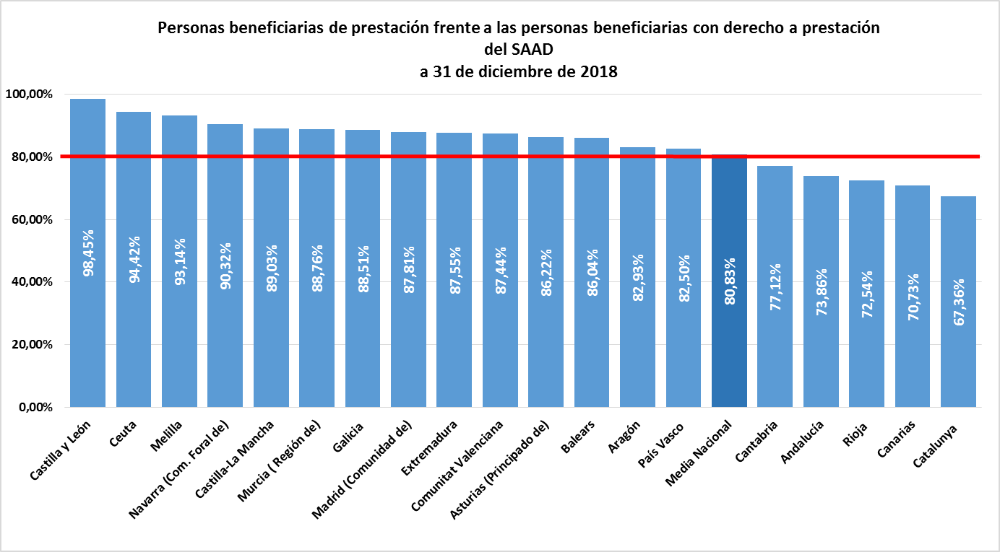 Personas beneficiarias de prestación frente a las personas beneficiarias con derecho a prestación
del SAAD
a 31 de diciembre de 2018
100,00%
80,00%
60,00%
40,00%
20,00%
0,00%
98,45%
94,42%
93,14%
90,32%
89,03%
88,76%
88,51%
87,81%
87,55%
87,44%
86,22%
86,04%
82,93%
82,50%
80,83%
77,12%
73,86%
72,54%
70,73%
67,36%
Castilla y León
Ceuta
Melilla
Navarra (Com. Foral de)
Castilla-La Mancha
Murcia ( Región de)
Galicia
Madrid (Comunidad de)
Extremadura
Comunitat Valenciana
Asturias (Principado de)
Balears
Aragón
País Vasco
Media Nacional
Cantabria
Andalucía
Rioja
Canarias
Catalunya